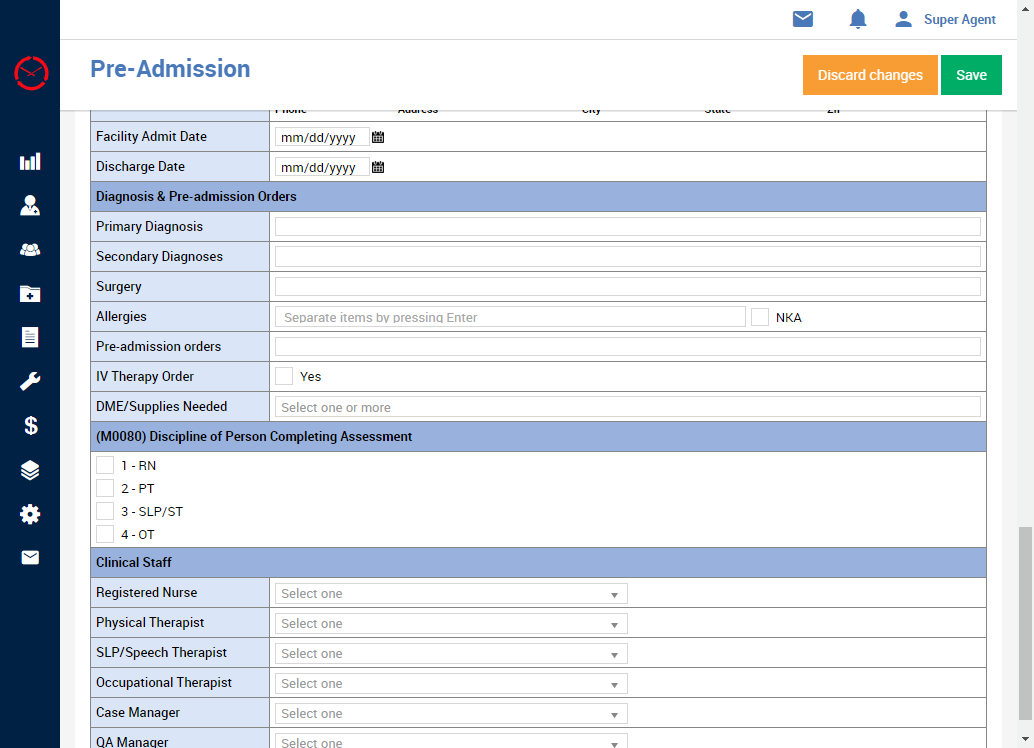 Super Agent
Pre-Admission
Discard changes
Save
Phone Address City State Zip
Facility Admit Date mm/dd/yyyy
Discharge Date mm/dd/yyyy
Diagnosis & Pre-admission Orders
Primary Diagnosis
Secondary Diagnoses
Surgery
Allergies Separate items by pressing Enter NKA
Pre-admission orders
IV Therapy Order Yes
DME/Supplies Needed Select one or more
(M0080) Discipline of Person Completing Assessment
1 - RN
2 - PT
3 - SLP/ST
4 - OT
Clinical Staff
Registered Nurse Select one
Physical Therapist Select one
SLP/Speech Therapist Select one
Occupational Therapist Select one
Case Manager Select one
QA Manager Select one